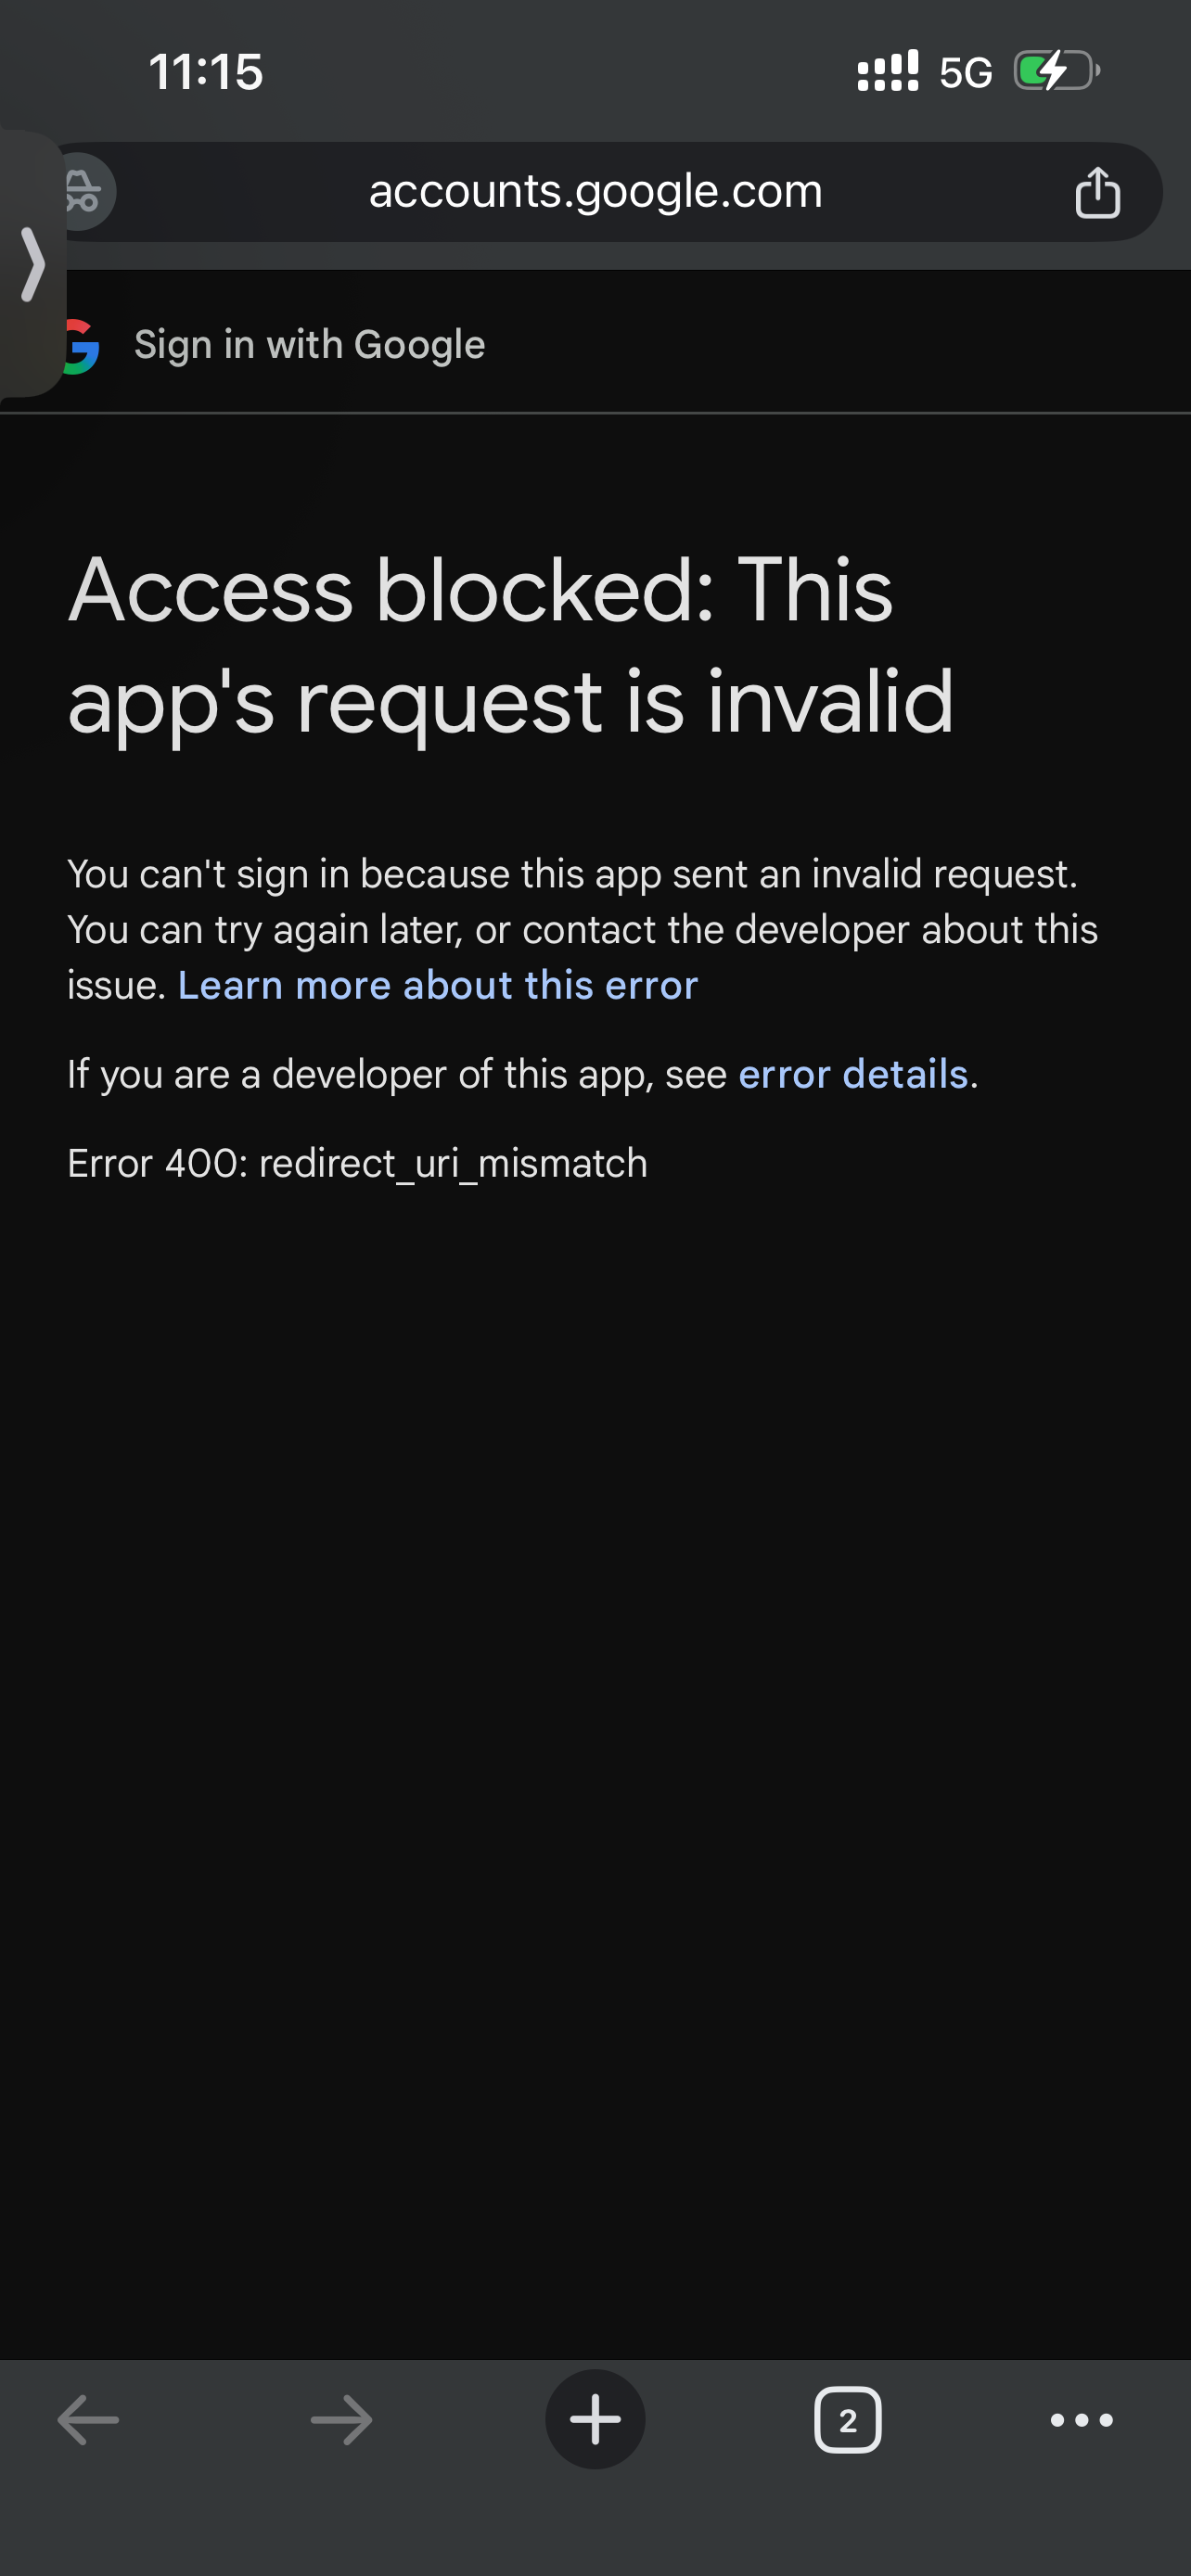 11:15
5G
accounts.google.com
Sign in with Google
Access blocked: This
app's request is invalid
You can't sign in because this app sent an invalid request.
You can try again later, or contact the developer about this
issue. Learn more about this error
If you are a developer of this app, see error details.
Error 400: redirect_uri_mismatch
2